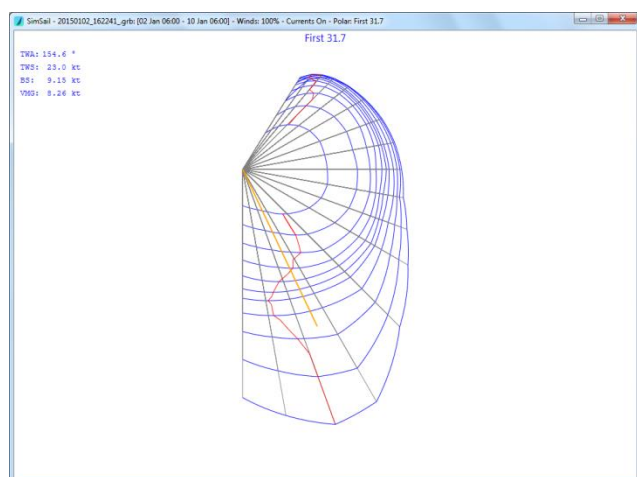 SimSail - 20150102_162241_.grb: [02 Jan 06:00 - 10 Jan 06:00] - Winds: 100% - Currents On - Polar: First 31.7
First 31.7
TWA: 154.6 °
TWS: 23.0 kt
BS: 9.15 kt
VMG: 8.26 kt